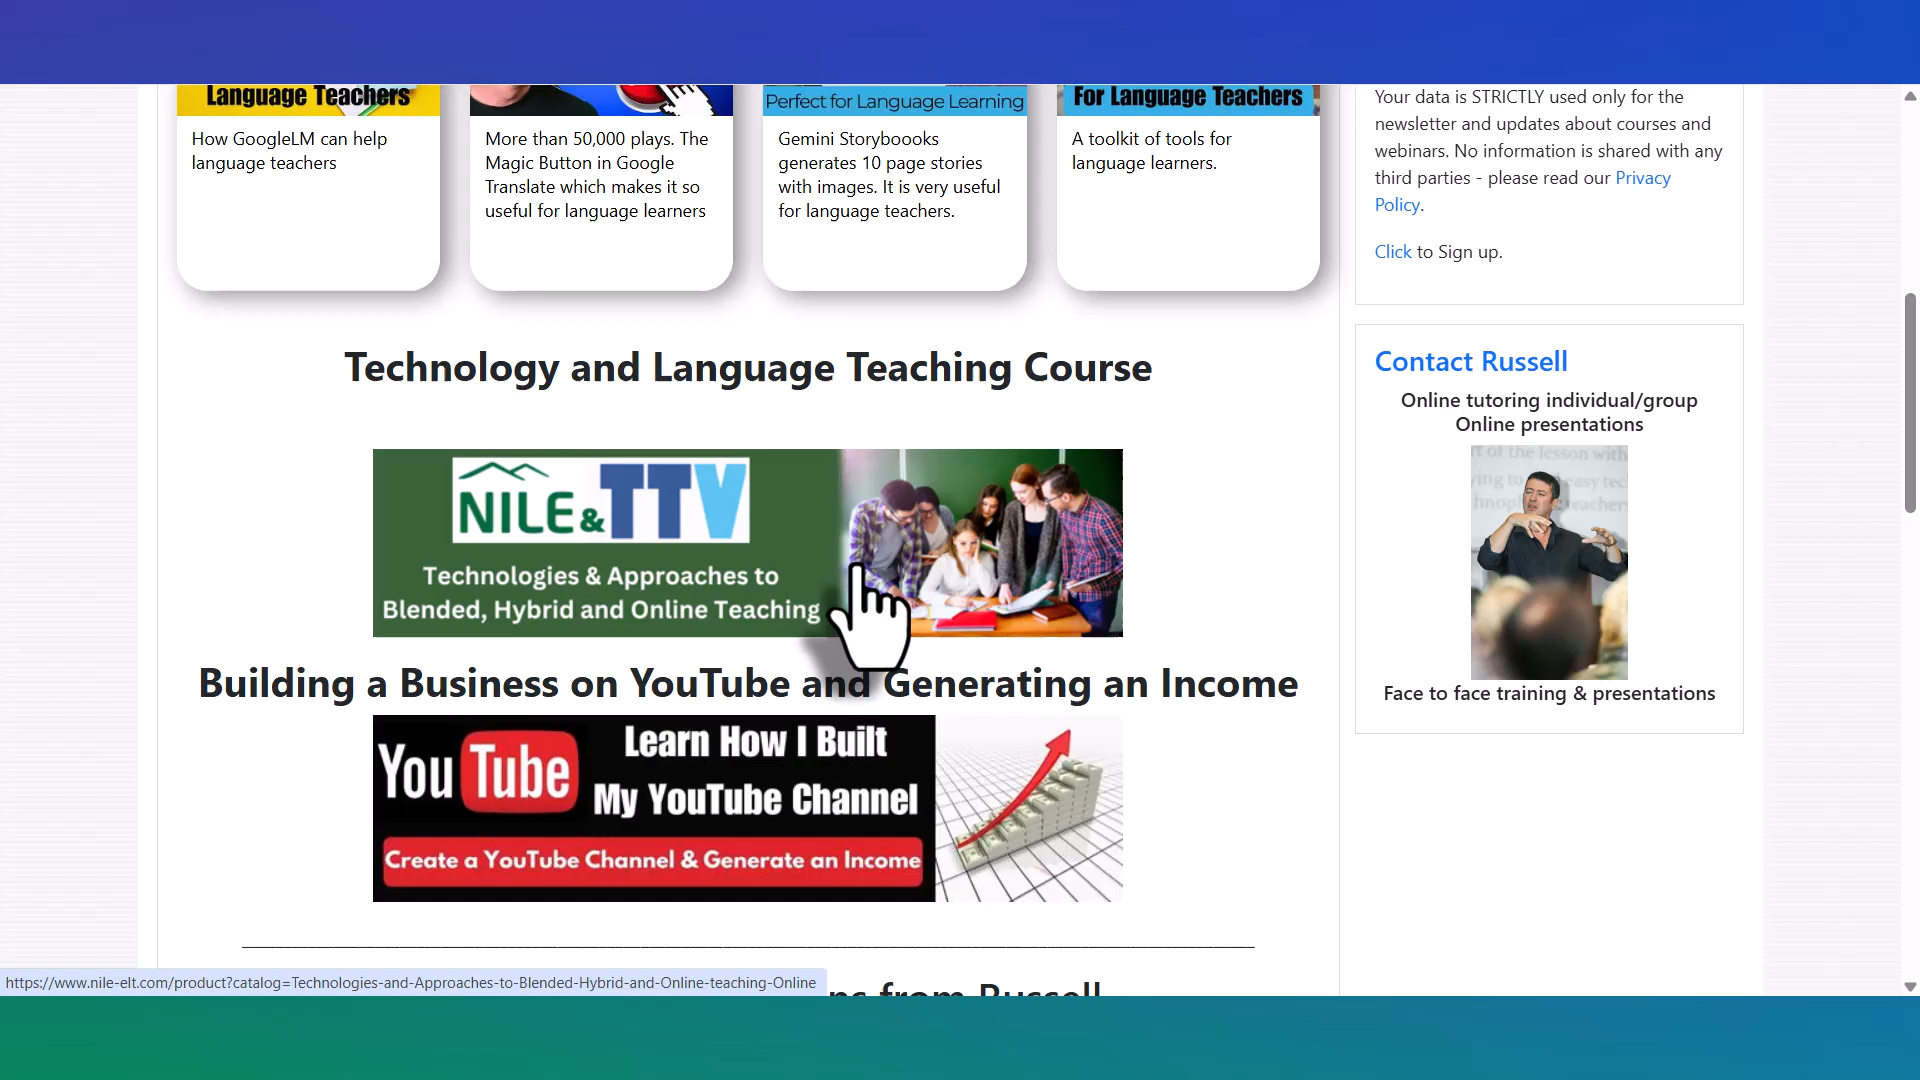 Language Teachers
How GoogleLM can help
language teachers
More than 50,000 plays. The
Magic Button in Google
Translate which makes it so
useful for language learners
Perfect for Language Learning
Gemini Storyboooks
generates 10 page stories
with images. It is very useful
for language teachers.
For Language Teachers
A toolkit of tools for
language learners.
Your data is STRICTLY used only for the
newsletter and updates about courses and
webinars. No information is shared with any
third parties - please read our Privacy
Policy.
Click to Sign up.
Technology and Language Teaching Course
NILE & TTV
Technologies & Approaches to
Blended, Hybrid and Online Teaching
Building a Business on YouTube and Generating an Income
YouTube
Learn How I Built
My YouTube Channel
Create a YouTube Channel & Generate an Income
from Russell
Contact Russell
Online tutoring individual/group
Online presentations
Face to face training & presentations
https://www.nile-elt.com/product?catalog=Technologies-and-Approaches-to-Blended-Hybrid-and-Online-teaching-Online